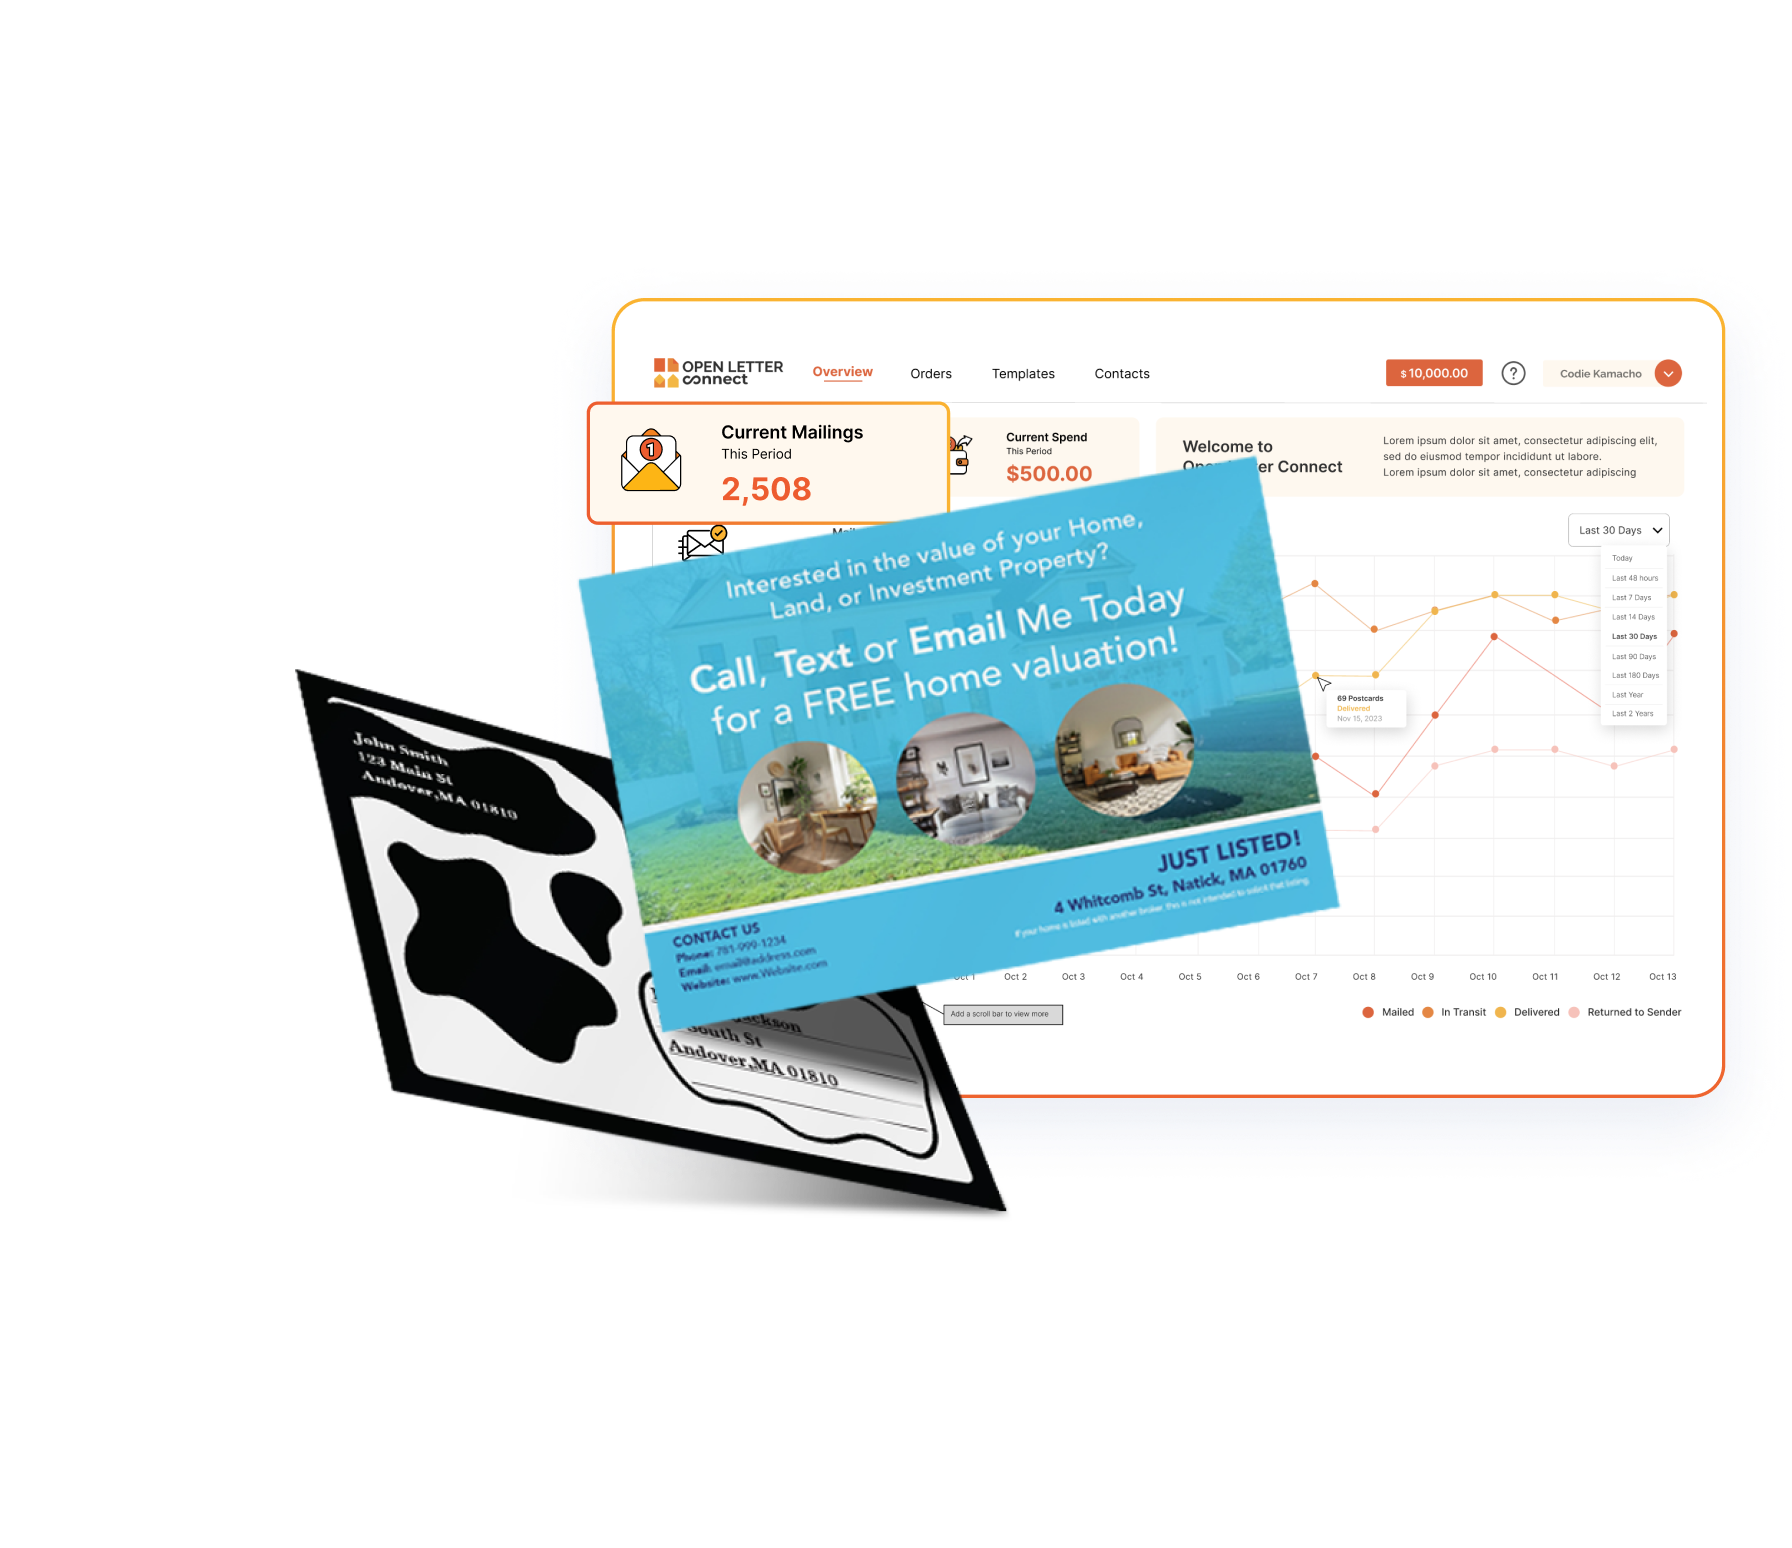 OPEN LETTER
connect
Overview
Orders
Templates
Contacts
$ 10,000.00
?
Codie Kamacho
1
Current Mailings
This Period
2,508
Current Spend
This Period
$500.00
Welcome to
Connect
Lorem ipsum dolor sit amet, consectetur adipiscing elit,
sed do eiusmod tempor incididunt ut labore.
Lorem ipsum dolor sit amet, consectetur adipiscing
Last 30 Days
Today
Last 48 hours
Last 7 Days
Last 14 Days
Last 30 Days
Last 90 Days
Last 180 Days
Last Year
Last 2 Years
69 Postcards
Delivered
Nov 15, 2023
Interested in the value of your Home,
Land, or Investment Property?
Call, Text or Email Me Today
for a FREE home valuation!
JUST LISTED!
4 Whitcomb St, Natick, MA 01760
If your home is listed with another broker, this is not intended to solicit that listing.
CONTACT US
Phone: 781-999-1234
Email: email@address.com
Website: www.Website.com
John Smith
123 Main St
Andover,MA 01810
South St
Andover,MA 01810
Oct 1 Oct 2 Oct 3 Oct 4 Oct 5 Oct 6 Oct 7 Oct 8 Oct 9 Oct 10 Oct 11 Oct 12 Oct 13
Add a scroll bar to view more
Mailed In Transit Delivered Returned to Sender